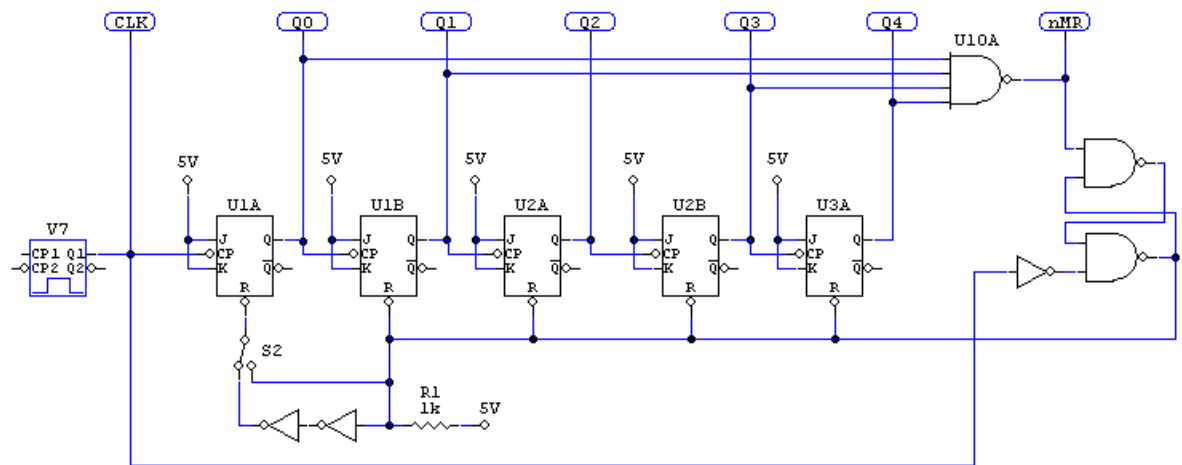 CLK Q0 Q1 Q2 Q3 Q4 nMR
U10A
5V 5V 5V 5V 5V
U1A U1B U2A U2B U3A
V7
CP1 Q1
CP2 Q2
J Q J Q J Q J Q J Q
CP CP CP CP CP
K Q K Q K Q K Q K Q
R R R R R
S2
R1
1k
5V